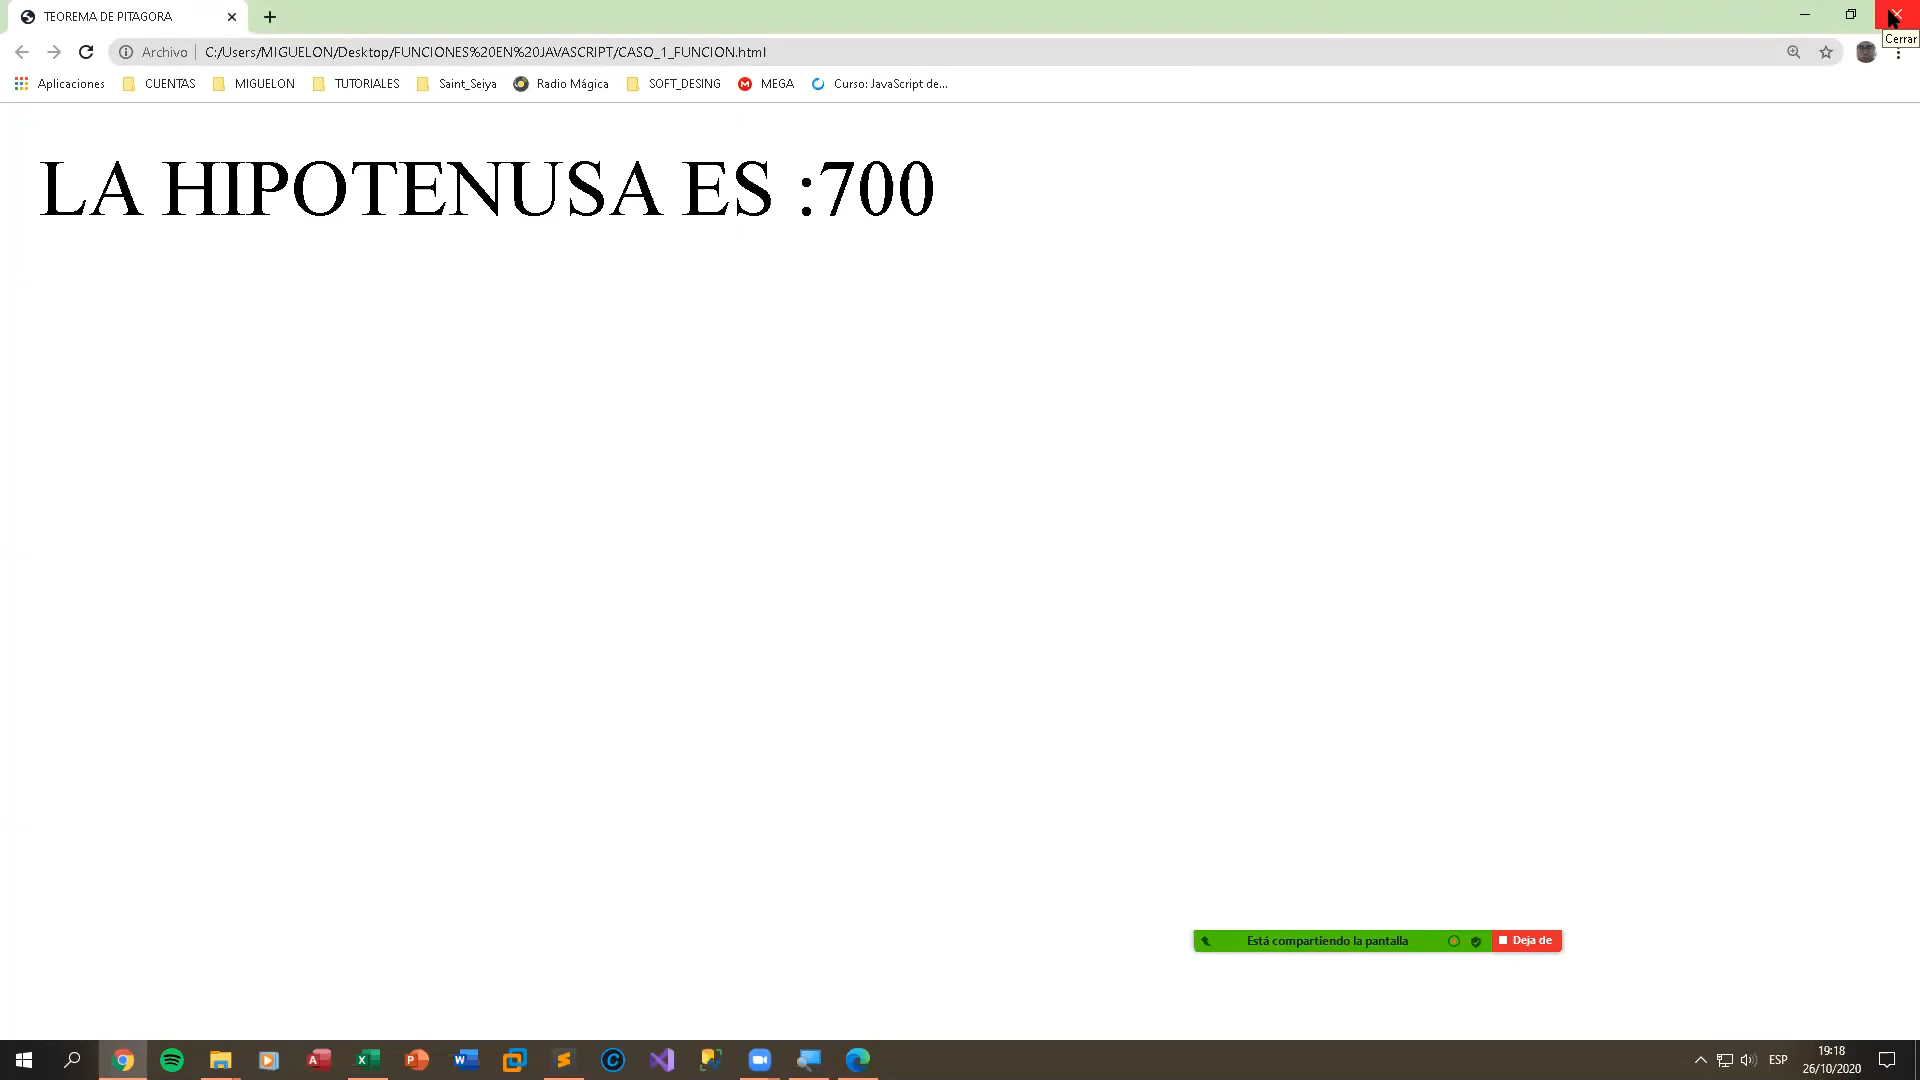 TEOREMA DE PITAGORA
Cerrar
Archivo C:/Users/MIGUELON/Desktop/FUNCIONES%20EN%20JAVASCRIPT/CASO_1_FUNCION.html
Aplicaciones CUENTAS MIGUELON TUTORIALES Saint_Seiya Radio Mágica SOFT_DESING MEGA Curso: JavaScript de...
LA HIPOTENUSA ES :700
Está compartiendo la pantalla Deja de
ESP 19:18
26/10/2020